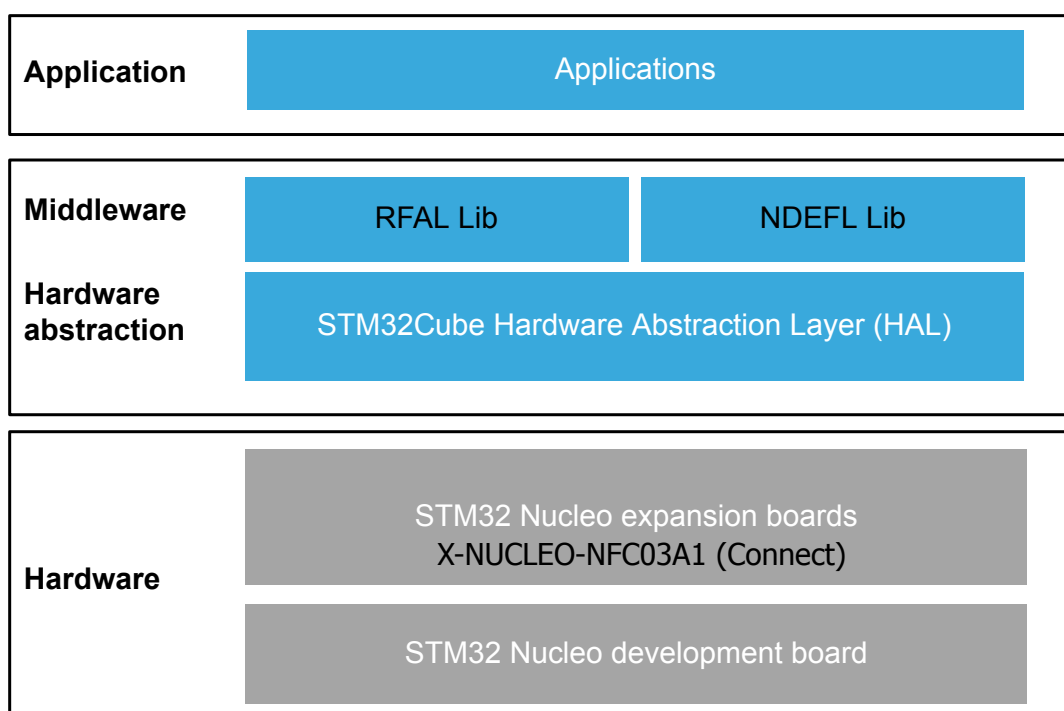 Application
Applications
Middleware
RFAL Lib
NDEFL Lib
Hardware
abstraction
STM32Cube Hardware Abstraction Layer (HAL)
Hardware
STM32 Nucleo expansion boards
X-NUCLEO-NFC03A1 (Connect)
STM32 Nucleo development board